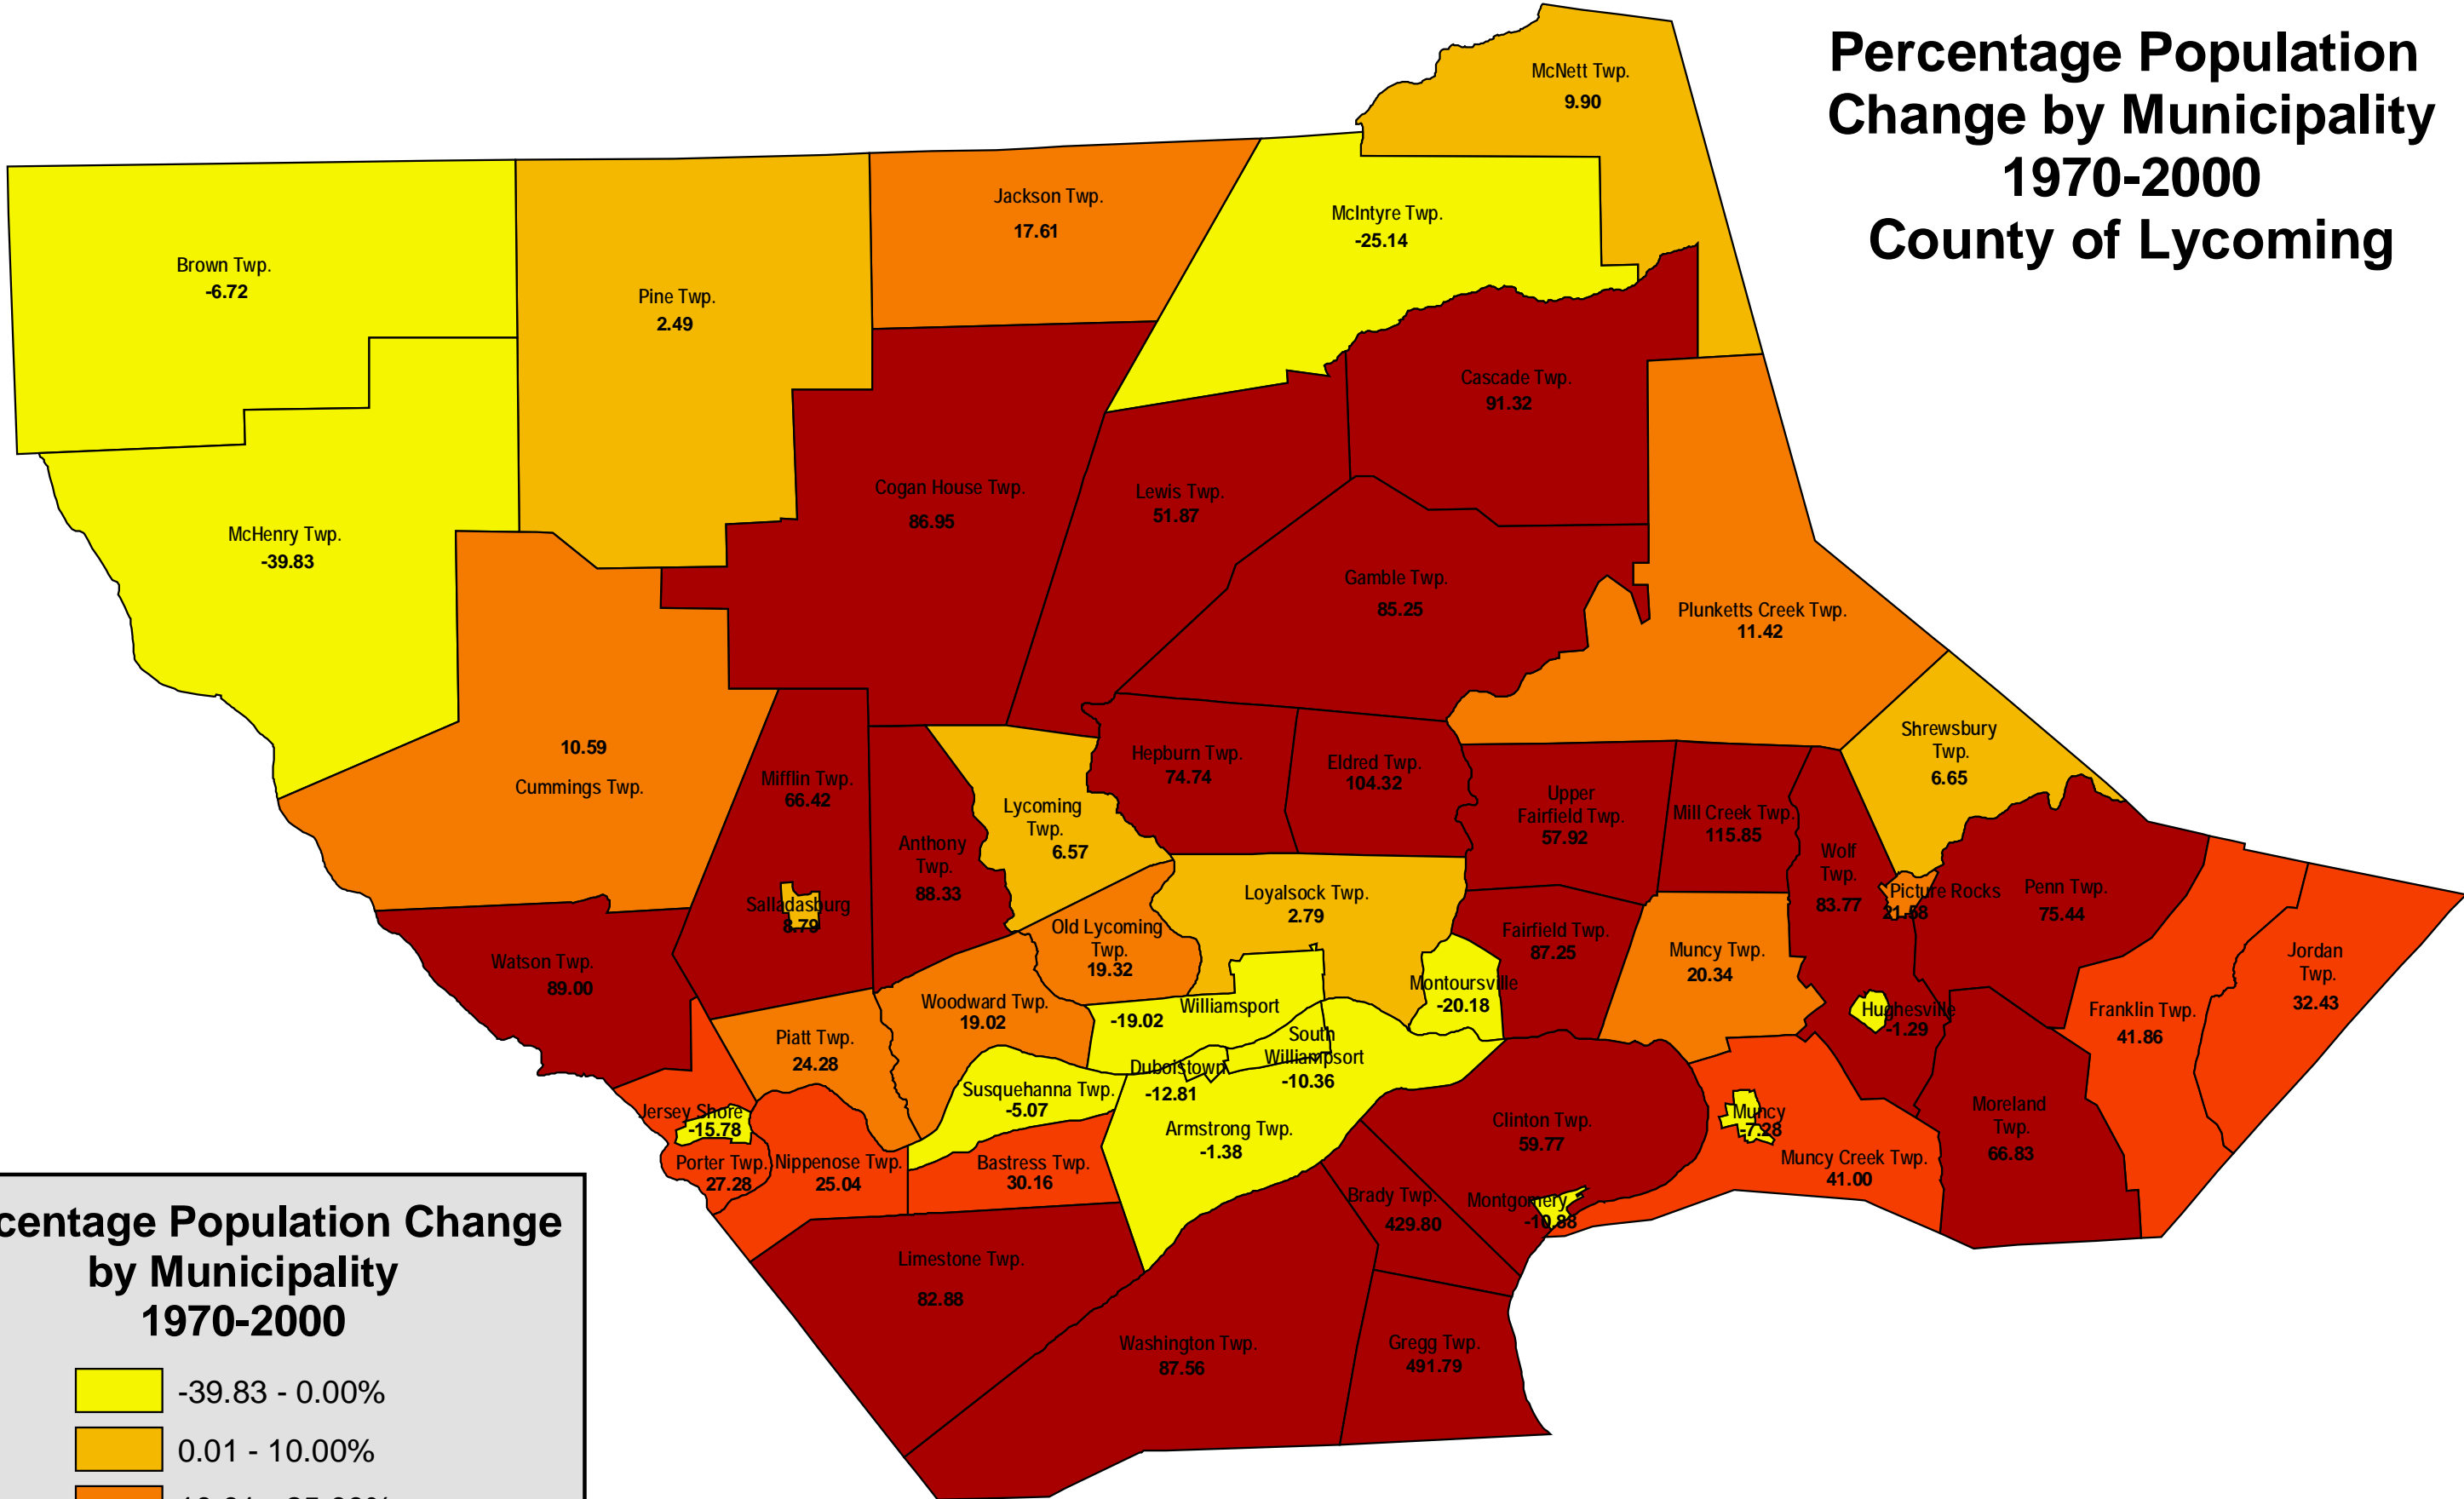 Percentage Population
Change by Municipality
1970-2000
County of Lycoming
McNett Twp.
9.90
Jackson Twp.
17.61
McIntyre Twp.
-25.14
Brown Twp.
-6.72
Pine Twp.
2.49
Cascade Twp.
91.32
Cogan House Twp.
86.95
Lewis Twp.
51.87
McHenry Twp.
-39.83
Gamble Twp.
85.25
Plunketts Creek Twp.
11.42
10.59
Cummings Twp.
Mifflin Twp.
66.42
Hepburn Twp.
74.74
Eldred Twp.
104.32
Shrewsbury
Twp.
6.65
Lycoming
Twp.
6.57
Upper
Fairfield Twp.
57.92
Mill Creek Twp.
115.85
Anthony
Twp.
88.33
Wolf
Twp.
83.77
Salladasburg
8.79
Loyalsock Twp.
2.79
Picture Rocks
21.58
Penn Twp.
75.44
Old Lycoming
Twp.
19.32
Fairfield Twp.
87.25
Muncy Twp.
20.34
Jordan
Twp.
32.43
Watson Twp.
89.00
Montoursville
-20.18
Woodward Twp.
19.02
Williamsport
-19.02
Hughesville
-1.29
Franklin Twp.
41.86
Piatt Twp.
24.28
South
Williampsort
-10.36
Duboistown
-12.81
Susquehanna Twp.
-5.07
Jersey Shore
-15.78
Armstrong Twp.
-1.38
Clinton Twp.
59.77
Muncy
-7.28
Moreland
Twp.
66.83
Porter Twp.
27.28
Nippenose Twp.
25.04
Bastress Twp.
30.16
Muncy Creek Twp.
41.00
Brady Twp.
429.80
Montgomery
-10.88
Limestone Twp.
82.88
Washington Twp.
87.56
Gregg Twp.
491.79
centage Population Change
by Municipality
1970-2000
-39.83 - 0.00%
0.01 - 10.00%